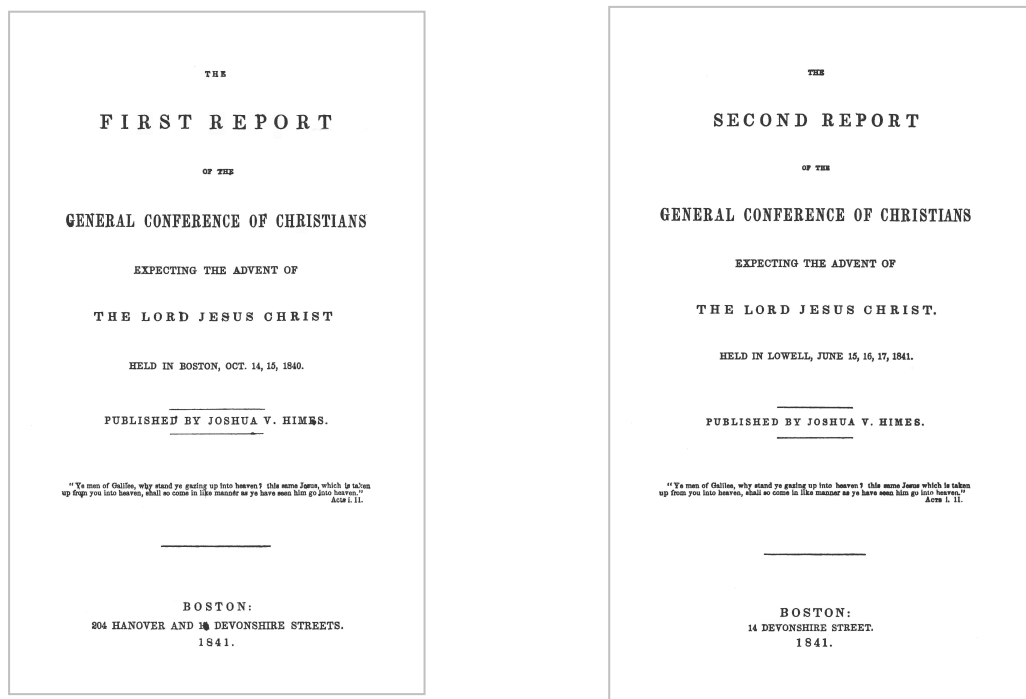 THE
FIRST REPORT
OF THE
GENERAL CONFERENCE OF CHRISTIANS
EXPECTING THE ADVENT OF
THE LORD JESUS CHRIST
HELD IN BOSTON, OCT. 14, 15, 1840.
PUBLISHED BY JOSHUA V. HIMES.
"Ye men of Galilee, why stand ye gazing up into heaven? this same Jesus, which is taken
up from you into heaven, shall so come in like manner as ye have seen him go into heaven."
Acts i. 11.
BOSTON:
204 HANOVER AND DEVONSHIRE STREETS.
1841.
THE
SECOND REPORT
OF THE
GENERAL CONFERENCE OF CHRISTIANS
EXPECTING THE ADVENT OF
THE LORD JESUS CHRIST.
HELD IN LOWELL, JUNE 15, 16, 17, 1841.
PUBLISHED BY JOSHUA V. HIMES.
"Ye men of Galilee, why stand ye gazing up into heaven? this same Jesus which is taken
up from you into heaven, shall so come in like manner as ye have seen him go into heaven."
Acts i. 11.
BOSTON:
14 DEVONSHIRE STREET.
1841.